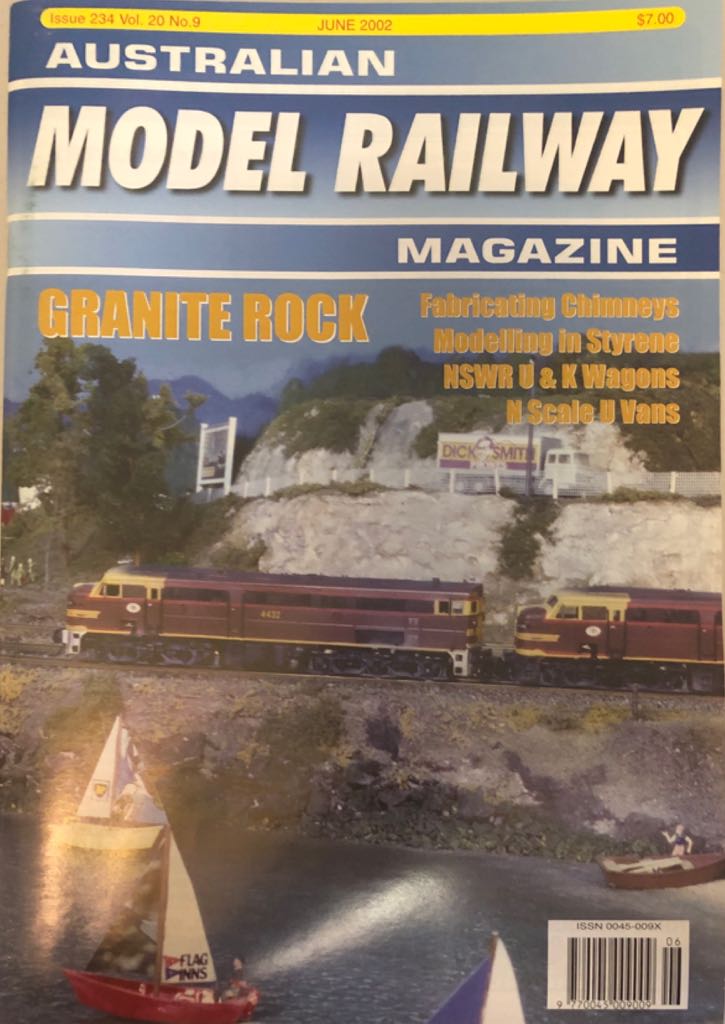 Issue 234 Vol. 20 No.9 JUNE 2002 $7.00
AUSTRALIAN
MODEL RAILWAY
MAGAZINE
GRANITE ROCK
Fabricating Chimneys
Modelling in Styrene
NSWR U & K Wagons
N Scale U Vans
DICK SMITH
4432
FLAG
INNS
ISSN 0045-009X
06
9 770045 009009